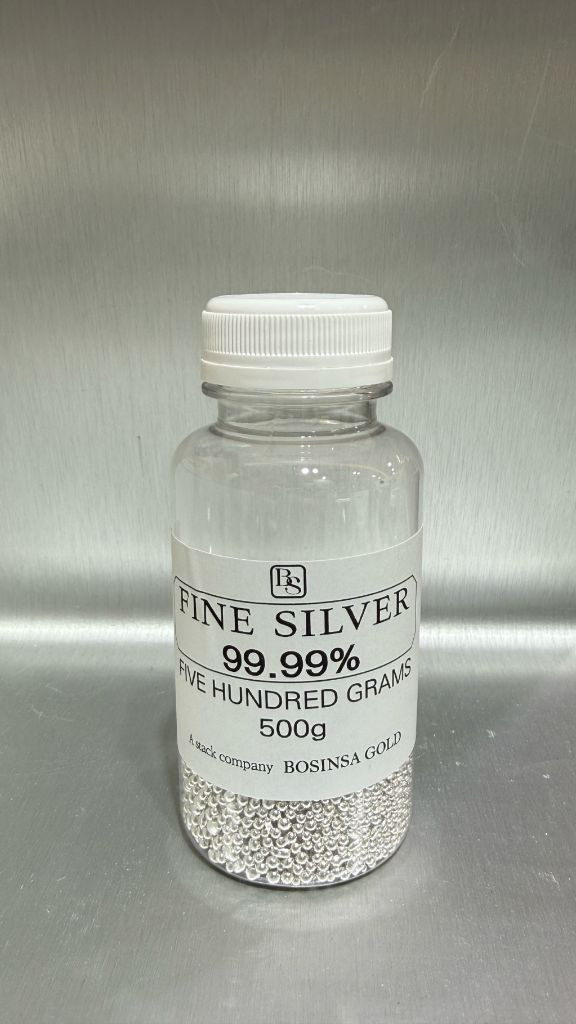 BS
FINE SILVER
99.99%
FIVE HUNDRED GRAMS
500g
A stack company BOSINSA GOLD